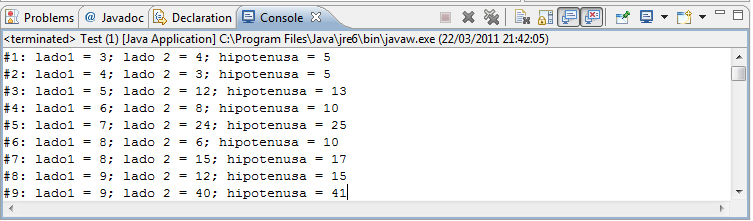 Problems @ Javadoc Declaration Console
<terminated> Test (1) [Java Application] C:\Program Files\Java\jre6\bin\javaw.exe (22/03/2011 21:42:05)
#1: lado1 = 3; lado 2 = 4; hipotenusa = 5
#2: lado1 = 4; lado 2 = 3; hipotenusa = 5
#3: lado1 = 5; lado 2 = 12; hipotenusa = 13
#4: lado1 = 6; lado 2 = 8; hipotenusa = 10
#5: lado1 = 7; lado 2 = 24; hipotenusa = 25
#6: lado1 = 8; lado 2 = 6; hipotenusa = 10
#7: lado1 = 8; lado 2 = 15; hipotenusa = 17
#8: lado1 = 9; lado 2 = 12; hipotenusa = 15
#9: lado1 = 9; lado 2 = 40; hipotenusa = 41